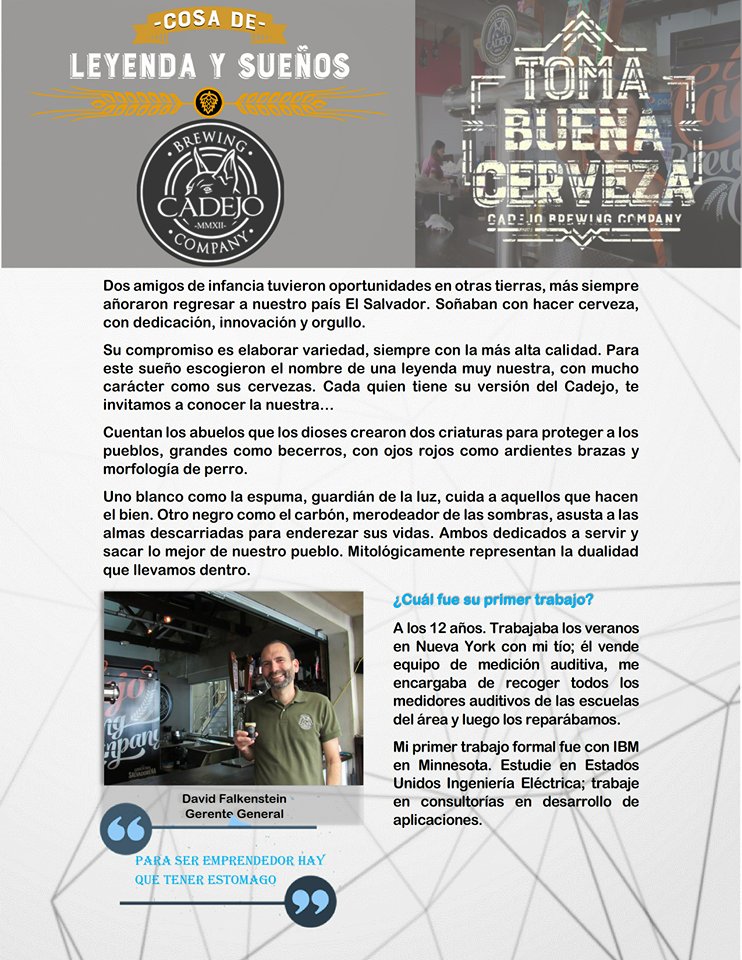 -COSA DE-
LEYENDA Y SUEÑOS
BREWING
CADEJO
-MMXII-
COMPANY
CADEJO
TOMA
BUENA
CERVEZA
CADEJO BREWING COMPANY
Dos amigos de infancia tuvieron oportunidades en otras tierras, más siempre
añoraron regresar a nuestro país El Salvador. Soñaban con hacer cerveza,
con dedicación, innovación y orgullo.
Su compromiso es elaborar variedad, siempre con la más alta calidad. Para
este sueño escogieron el nombre de una leyenda muy nuestra, con mucho
carácter como sus cervezas. Cada quien tiene su versión del Cadejo, te
invitamos a conocer la nuestra…
Cuentan los abuelos que los dioses crearon dos criaturas para proteger a los
pueblos, grandes como becerros, con ojos rojos como ardientes brazas y
morfología de perro.
Uno blanco como la espuma, guardián de la luz, cuida a aquellos que hacen
el bien. Otro negro como el carbón, merodeador de las sombras, asusta a las
almas descarriadas para enderezar sus vidas. Ambos dedicados a servir y
sacar lo mejor de nuestro pueblo. Mitológicamente representan la dualidad
que llevamos dentro.
¿Cuál fue su primer trabajo?
A los 12 años. Trabajaba los veranos
en Nueva York con mi tío; él vende
equipo de medición auditiva, me
encargaba de recoger todos los
medidores auditivos de las escuelas
del área y luego los reparábamos.
Mi primer trabajo formal fue con IBM
en Minnesota. Estudie en Estados
Unidos Ingeniería Eléctrica; trabaje
en consultorías en desarrollo de
aplicaciones.
David Falkenstein
Gerente General
PARA SER EMPRENDEDOR HAY
QUE TENER ESTOMAGO